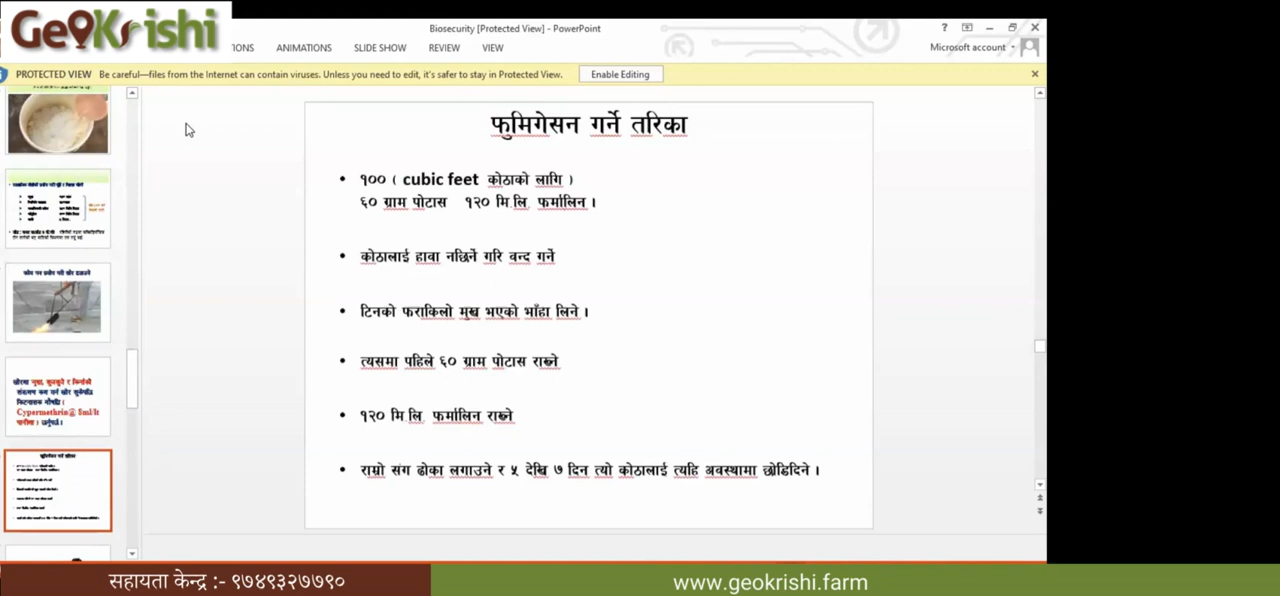 GeoKrishi
Biosecurity [Protected View] - PowerPoint
IONS ANIMATIONS SLIDE SHOW REVIEW VIEW
Microsoft account
PROTECTED VIEW Be careful—files from the Internet can contain viruses. Unless you need to edit, it's safer to stay in Protected View. Enable Editing
फुमिगेसन गर्ने तरिका
• १०० ( cubic feet कोठाको लागि )
६० ग्राम पोटास १२० मि लि. फर्मालिन ।
• कोठालाई हावा नछिर्ने गरि वन्द गर्ने
• टिनको फराकिलो मुख भएको भाँडा लिने ।
• त्यसमा पहिले ६० ग्राम पोटास राख्ने
• १२० मि लि. फर्मालिन राख्ने
• राम्रो संग ढोका लगाउने र ५ देखि ७ दिन त्यो कोठालाई त्यहि अवस्थामा छोडिदिने ।
Cypermethrin@ 5ml/lt
सहायता केन्द्र :- ९७४९३२७७९०
www.geokrishi.farm